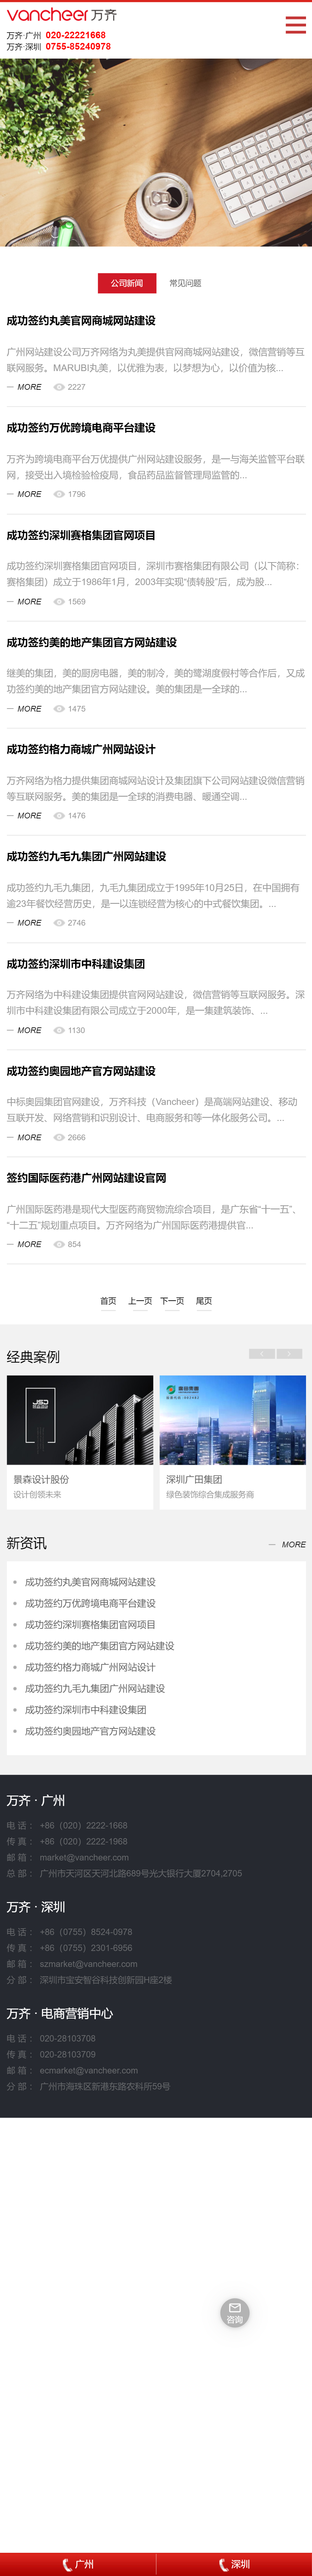 vancheer 万齐
万齐·广州 020-22221668
万齐·深圳 0755-85240978
公司新闻 常见问题
成功签约丸美官网商城网站建设
广州网站建设公司万齐网络为丸美提供官网商城网站建设，微信营销等互
联网服务。MARUBI丸美，以优雅为表，以梦想为心，以价值为核...
— MORE 2227
成功签约万优跨境电商平台建设
万齐为跨境电商平台万优提供广州网站建设服务，是一与海关监管平台联
网，接受出入境检验检疫局，食品药品监督管理局监管的...
— MORE 1796
成功签约深圳赛格集团官网项目
成功签约深圳赛格集团官网项目，深圳市赛格集团有限公司（以下简称：
赛格集团）成立于1986年1月，2003年实现“债转股”后，成为股...
— MORE 1569
成功签约美的地产集团官方网站建设
继美的集团，美的厨房电器，美的制冷，美的鹭湖度假村等合作后，又成
功签约美的地产集团官方网站建设。美的集团是一全球的...
— MORE 1475
成功签约格力商城广州网站设计
万齐网络为格力提供集团商城网站设计及集团旗下公司网站建设微信营销
等互联网服务。美的集团是一全球的消费电器、暖通空调...
— MORE 1476
成功签约九毛九集团广州网站建设
成功签约九毛九集团，九毛九集团成立于1995年10月25日，在中国拥有
逾23年餐饮经营历史，是一以连锁经营为核心的中式餐饮集团。...
— MORE 2746
成功签约深圳市中科建设集团
万齐网络为中科建设集团提供官网网站建设，微信营销等互联网服务。深
圳市中科建设集团有限公司成立于2000年，是一集建筑装饰、...
— MORE 1130
成功签约奥园地产官方网站建设
中标奥园集团官网建设，万齐科技（Vancheer）是高端网站建设、移动
互联开发、网络营销和识别设计、电商服务和等一体化服务公司。...
— MORE 2666
签约国际医药港广州网站建设官网
广州国际医药港是现代大型医药商贸物流综合项目，是广东省“十一五”、
“十二五”规划重点项目。万齐网络为广州国际医药港提供官...
— MORE 854
首页 上一页 下一页 尾页
经典案例
JSD
景森设计股份
设计创领未来
深圳广田集团
绿色装饰综合集成服务商
新资讯 — MORE
成功签约丸美官网商城网站建设
成功签约万优跨境电商平台建设
成功签约深圳赛格集团官网项目
成功签约美的地产集团官方网站建设
成功签约格力商城广州网站设计
成功签约九毛九集团广州网站建设
成功签约深圳市中科建设集团
成功签约奥园地产官方网站建设
万齐 · 广州
电 话： +86（020）2222-1668
传 真： +86（020）2222-1968
邮 箱： market@vancheer.com
总 部： 广州市天河区天河北路689号光大银行大厦2704,2705
万齐 · 深圳
电 话： +86（0755）8524-0978
传 真： +86（0755）2301-6956
邮 箱： szmarket@vancheer.com
分 部： 深圳市宝安智谷科技创新园H座2楼
万齐 · 电商营销中心
电 话： 020-28103708
传 真： 020-28103709
邮 箱： ecmarket@vancheer.com
分 部： 广州市海珠区新港东路农科所59号
咨询
广州 深圳